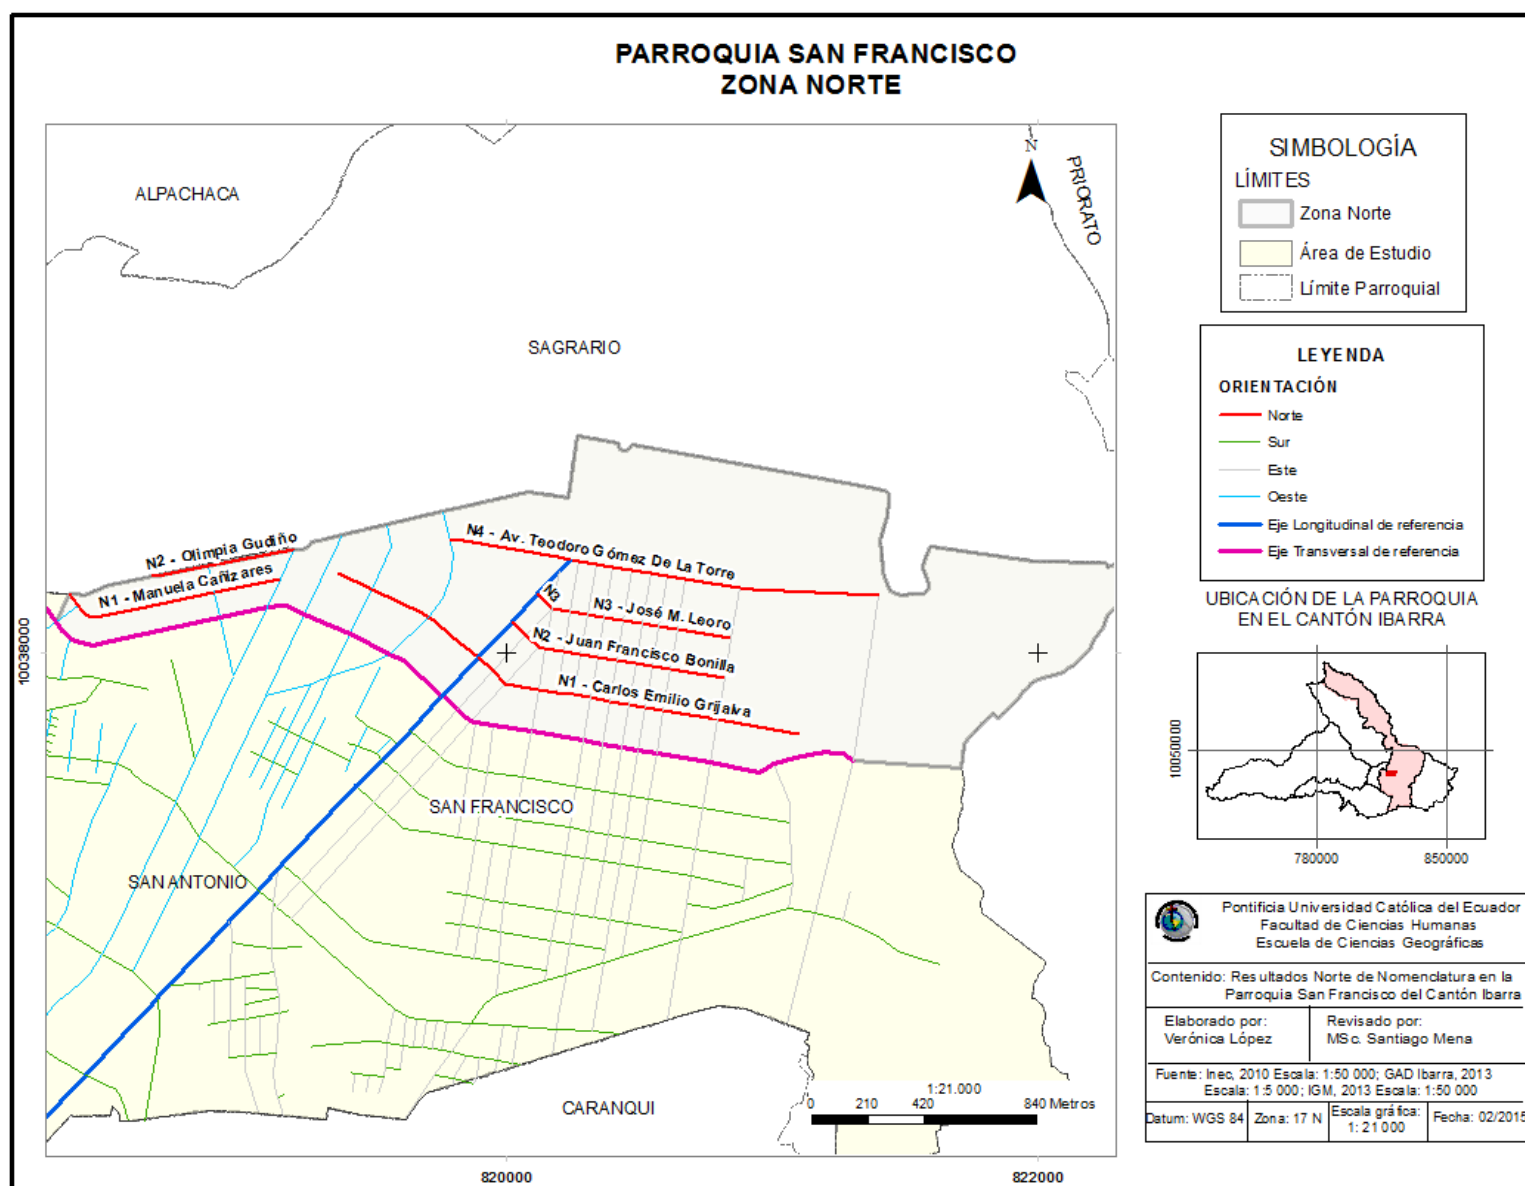 PARROQUIA SAN FRANCISCO
ZONA NORTE
ALPACHACA
N
PRIORATO
SAGRARIO
N2 - Olimpia Gudiño
N1 - Manuela Cañizares
N4 - Av. Teodoro Gómez De La Torre
N3
N3 - José M. Leoro
N2 - Juan Francisco Bonilla
N1 - Carlos Emilio Grijalva
SAN FRANCISCO
SAN ANTONIO
CARANQUI
1:21.000
0 210 420 840 Metros
10038000
820000 822000
SIMBOLOGÍA
LÍMITES
Zona Norte
Área de Estudio
Límite Parroquial
LEYENDA
ORIENTACIÓN
Norte
Sur
Este
Oeste
Eje Longitudinal de referencia
Eje Transversal de referencia
UBICACIÓN DE LA PARROQUIA
EN EL CANTÓN IBARRA
10050000
780000 850000
Pontificia Universidad Católica del Ecuador
Facultad de Ciencias Humanas
Escuela de Ciencias Geográficas
Contenido: Resultados Norte de Nomenclatura en la
Parroquia San Francisco del Cantón Ibarra
Elaborado por:
Verónica López
Revisado por:
MSc. Santiago Mena
Fuente: Inec, 2010 Escala: 1:50 000; GAD Ibarra, 2013
Escala: 1:5 000; IGM, 2013 Escala: 1:50 000
Datum: WGS 84
Zona: 17 N
Escala gráfica:
1: 21 000
Fecha: 02/2015